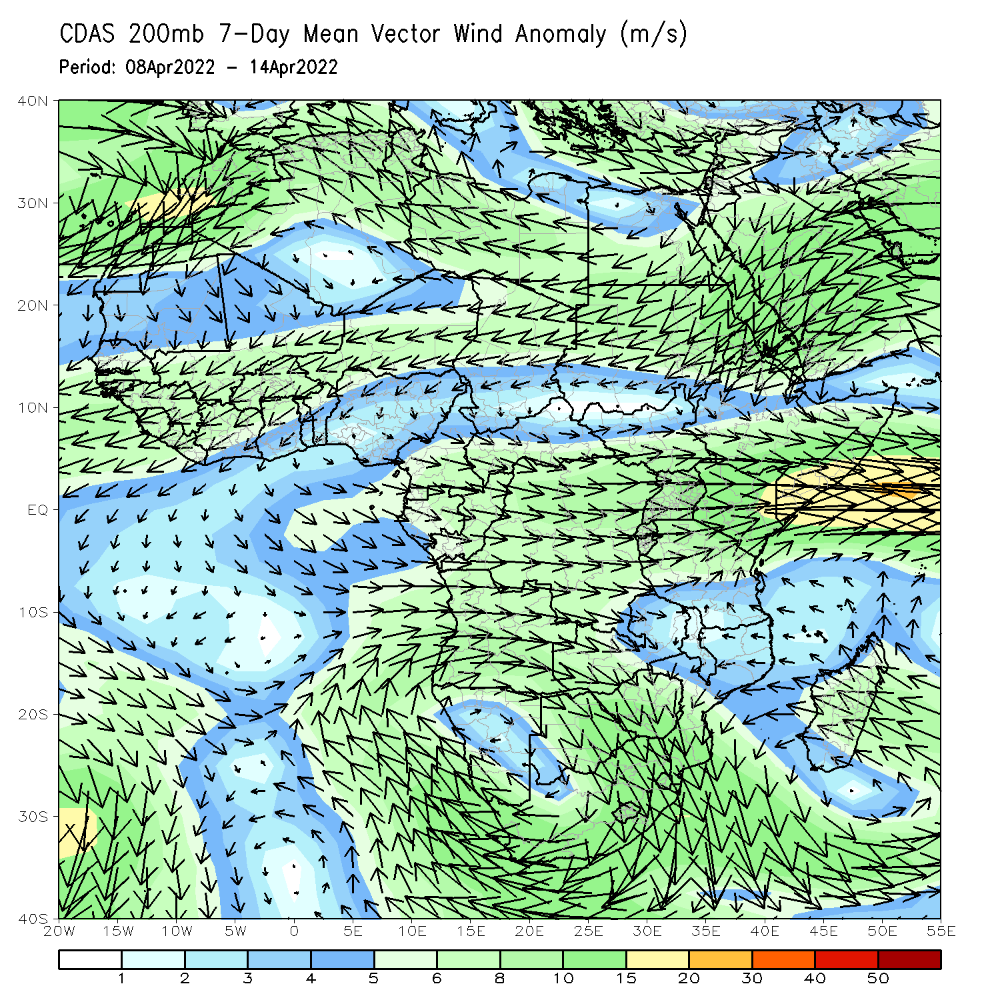 CDAS 200mb 7-Day Mean Vector Wind Anomaly (m/s)
Period: 08Apr2022 - 14Apr2022
40N
30N
20N
10N
EQ
10S
20S
30S
40S
20W 15W 10W 5W 0 5E 10E 15E 20E 25E 30E 35E 40E 45E 50E 55E
1 2 3 4 5 6 8 10 15 20 30 40 50